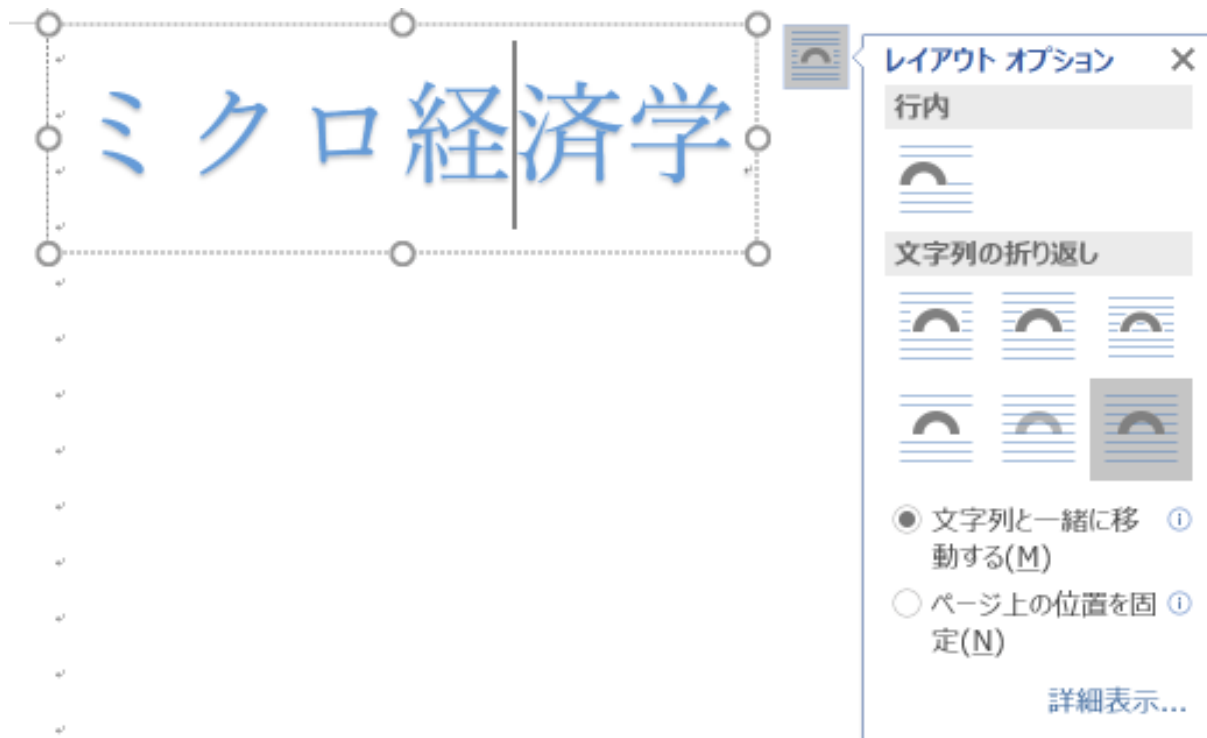 ミクロ経済学
レイアウト オプション
行内
文字列の折り返し
文字列と一緒に移
動する(M)
ページ上の位置を固
定(N)
詳細表示...